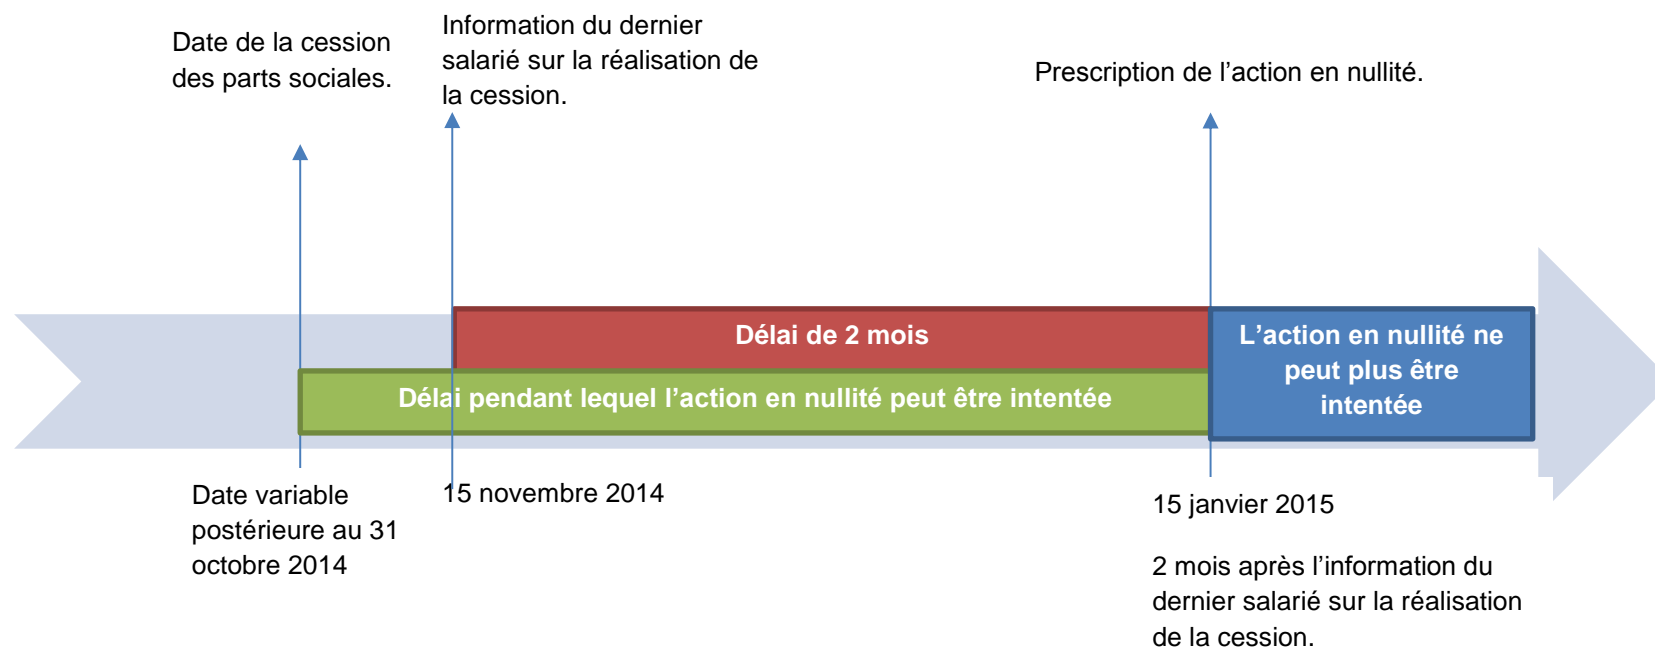 Date de la cession
des parts sociales.
Information du dernier
salarié sur la réalisation de
la cession.
Prescription de l’action en nullité.
Délai de 2 mois
Délai pendant lequel l’action en nullité peut être intentée
L’action en nullité ne
peut plus être
intentée
Date variable
postérieure au 31
octobre 2014
15 novembre 2014
15 janvier 2015
2 mois après l’information du
dernier salarié sur la réalisation
de la cession.